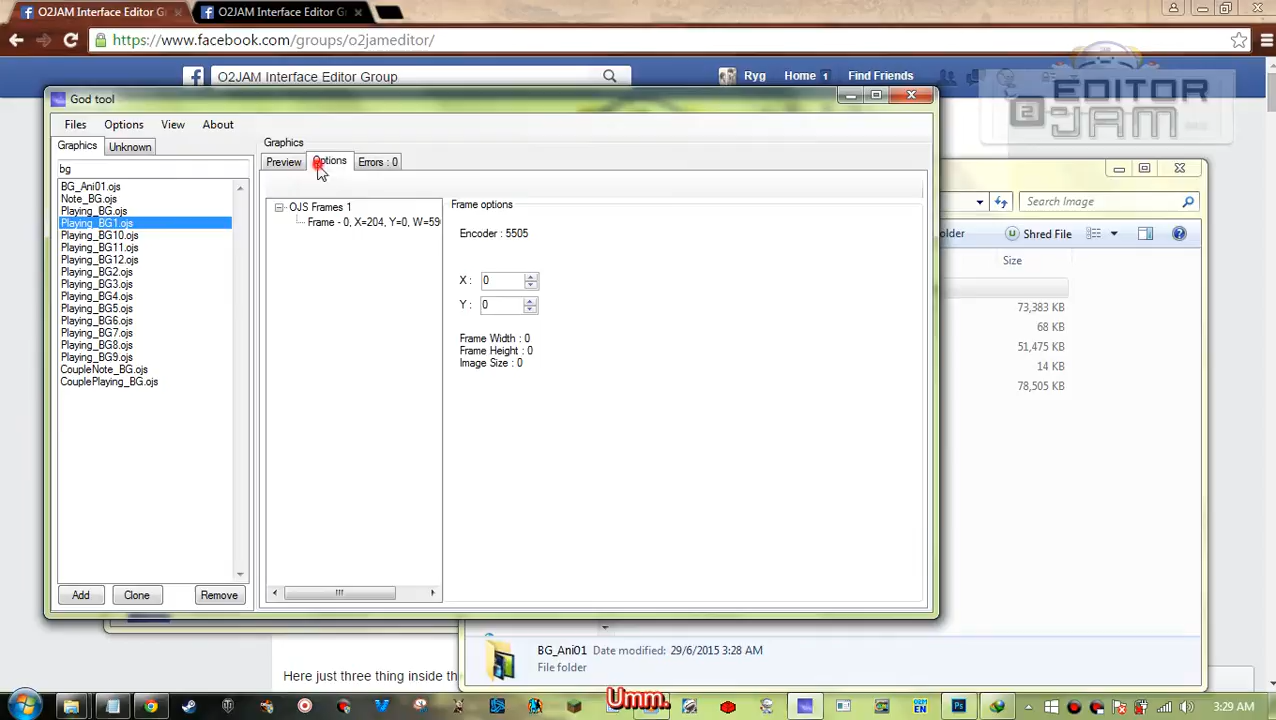 O2JAM Interface Editor Gr
O2JAM Interface Editor Gr
https://www.facebook.com/groups/o2jameditor/
O2JAM Interface Editor Group
Ryg
Home 1
Find Friends
EDITOR
2 JAM
God tool
Files
Options
View
About
Graphics
Unknown
bg
BG_Ani01.ojs
Note_BG.ojs
Playing_BG.ojs
Playing_BG1.ojs
Playing_BG10.ojs
Playing_BG11.ojs
Playing_BG12.ojs
Playing_BG2.ojs
Playing_BG3.ojs
Playing_BG4.ojs
Playing_BG5.ojs
Playing_BG6.ojs
Playing_BG7.ojs
Playing_BG8.ojs
Playing_BG9.ojs
CoupleNote_BG.ojs
CouplePlaying_BG.ojs
Add
Clone
Remove
Graphics
Preview
Options
Errors : 0
OJS Frames 1
Frame - 0, X=204, Y=0, W=59
Frame options
Encoder : 5505
X : 0
Y : 0
Frame Width : 0
Frame Height : 0
Image Size : 0
Search Image
older
Shred File
Size
73,383 KB
68 KB
51,475 KB
14 KB
78,505 KB
BG_Ani01
Date modified: 29/6/2015 3:28 AM
File folder
Here just three thing inside th
Umm.
3:29 AM